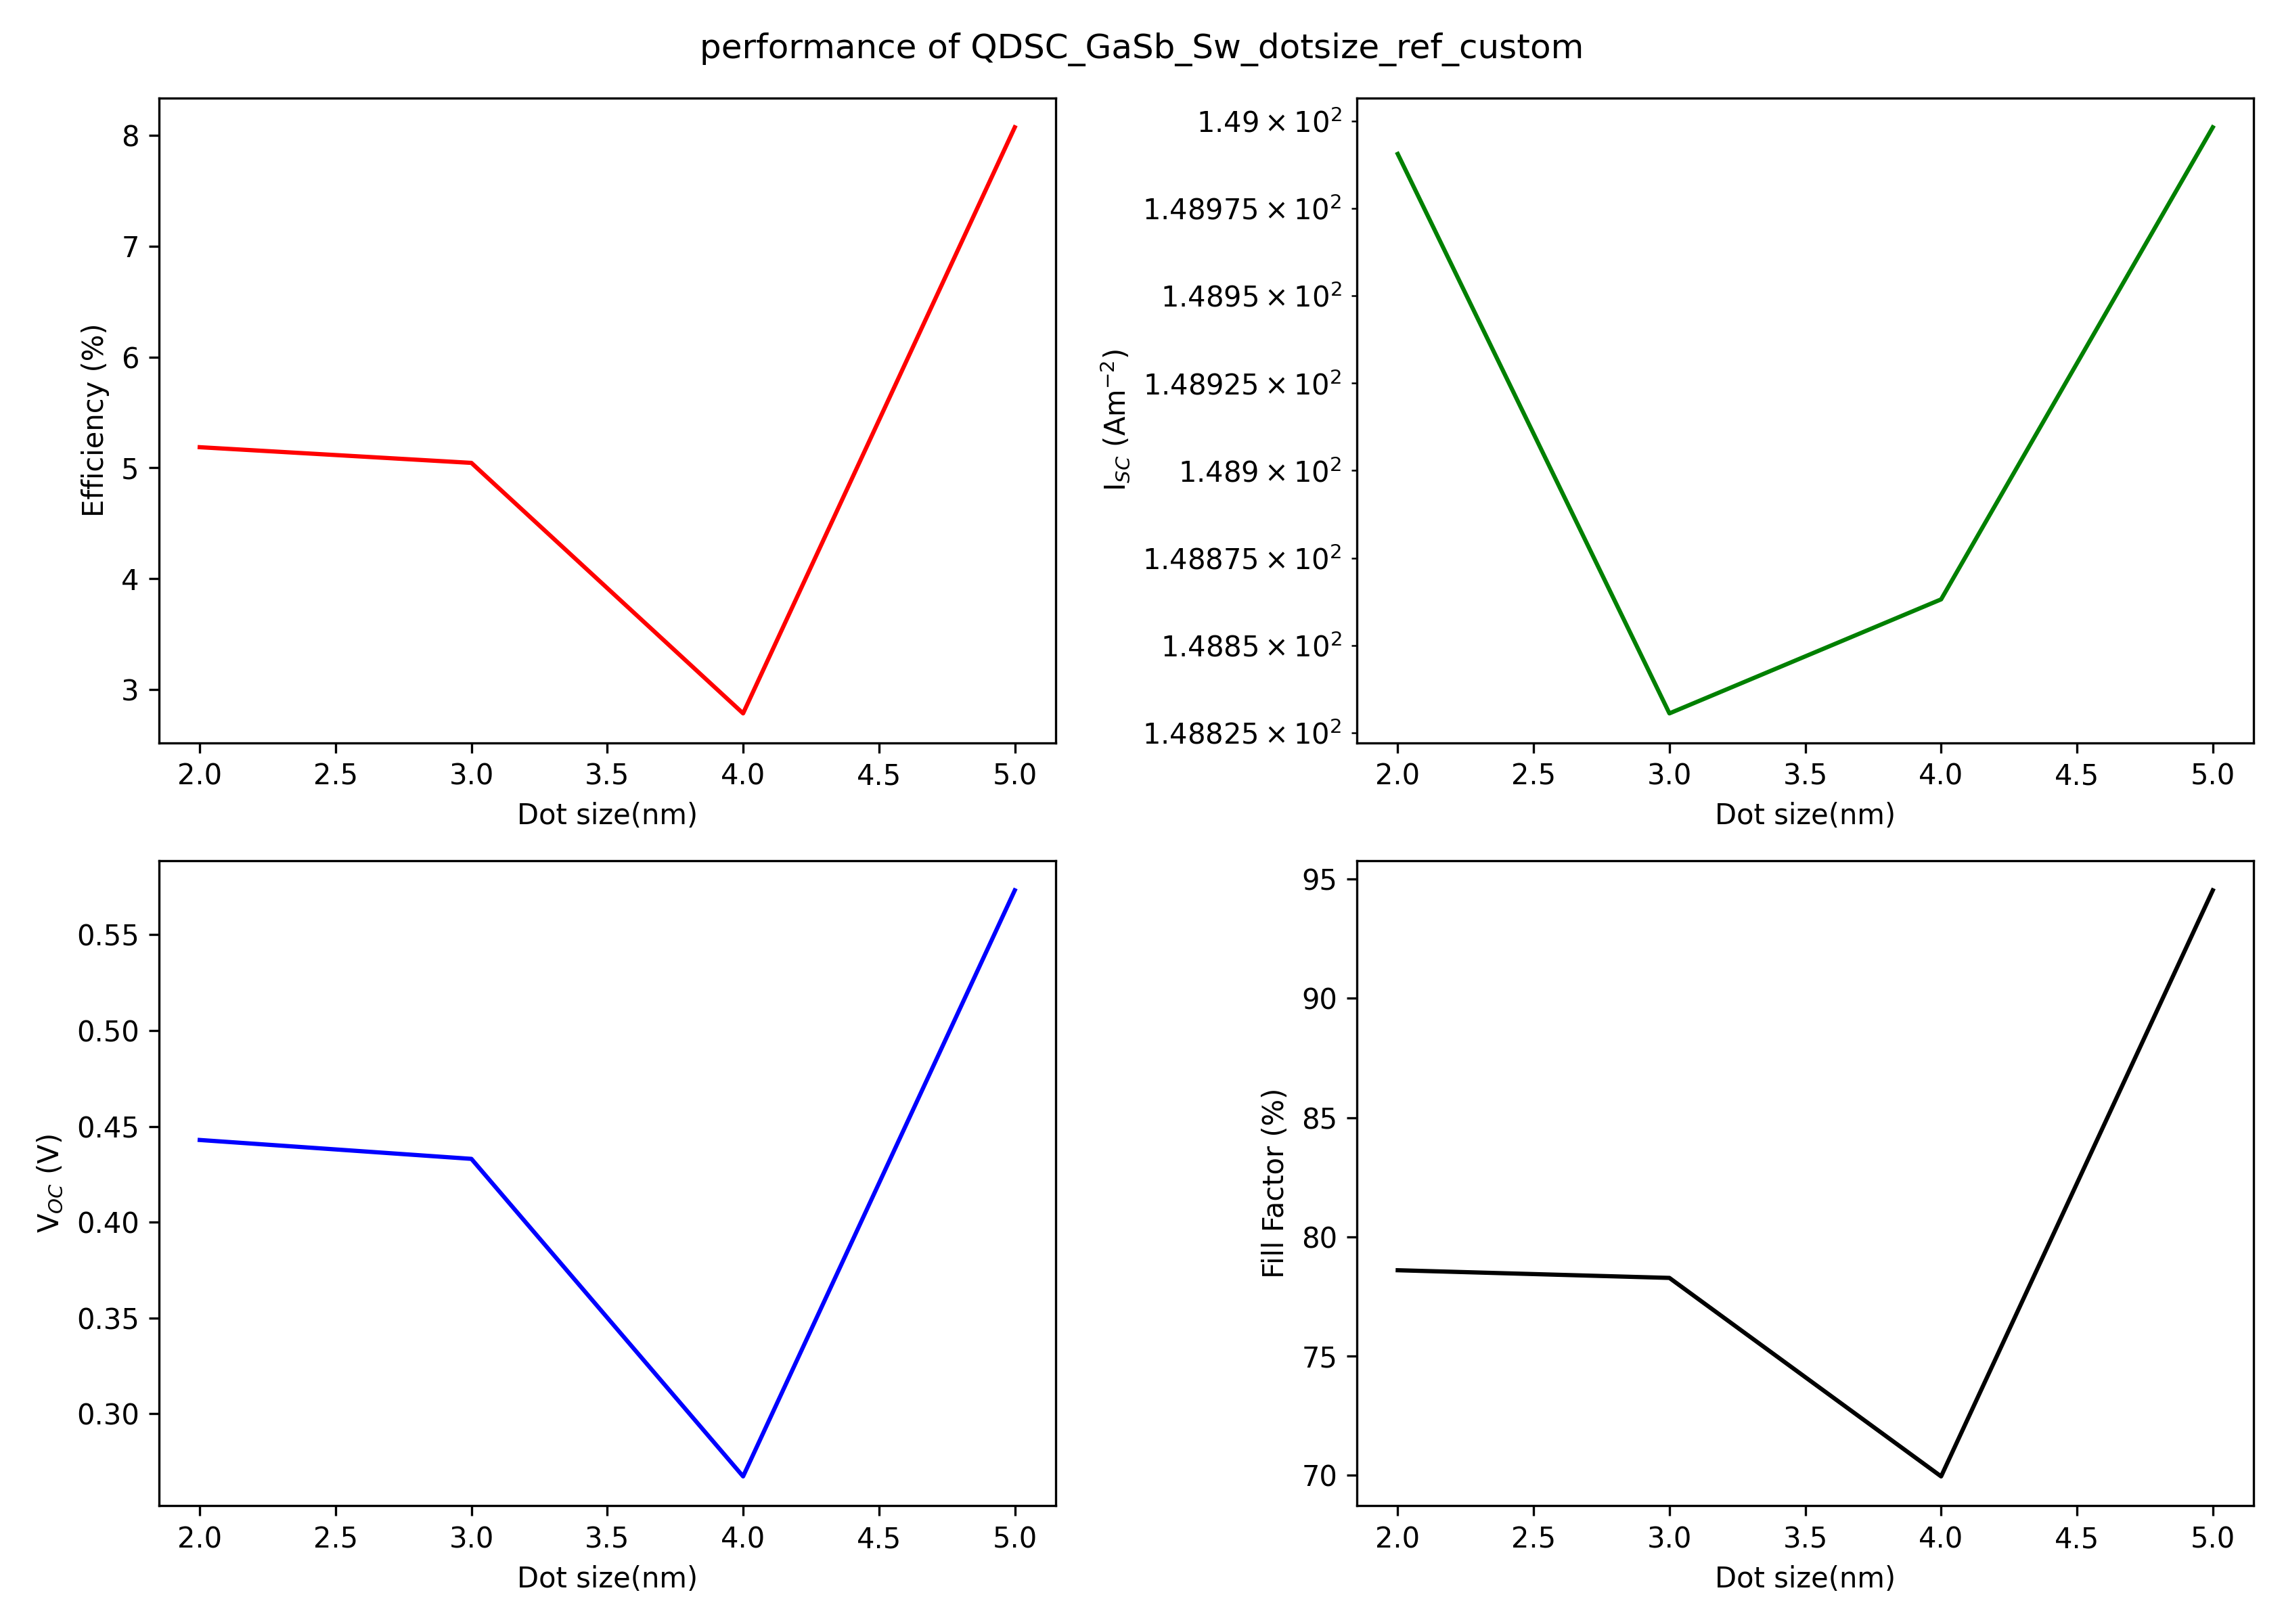 performance of QDSC_GaSb_Sw_dotsize_ref_custom
Efficiency (%)
8
7
6
5
4
3
2.0 2.5 3.0 3.5 4.0 4.5 5.0
Dot size(nm)
I_SC (Am⁻²)
1.49 × 10²
1.48975 × 10²
1.4895 × 10²
1.48925 × 10²
1.489 × 10²
1.48875 × 10²
1.4885 × 10²
1.48825 × 10²
2.0 2.5 3.0 3.5 4.0 4.5 5.0
Dot size(nm)
V_OC (V)
0.55
0.50
0.45
0.40
0.35
0.30
2.0 2.5 3.0 3.5 4.0 4.5 5.0
Dot size(nm)
Fill Factor (%)
95
90
85
80
75
70
2.0 2.5 3.0 3.5 4.0 4.5 5.0
Dot size(nm)